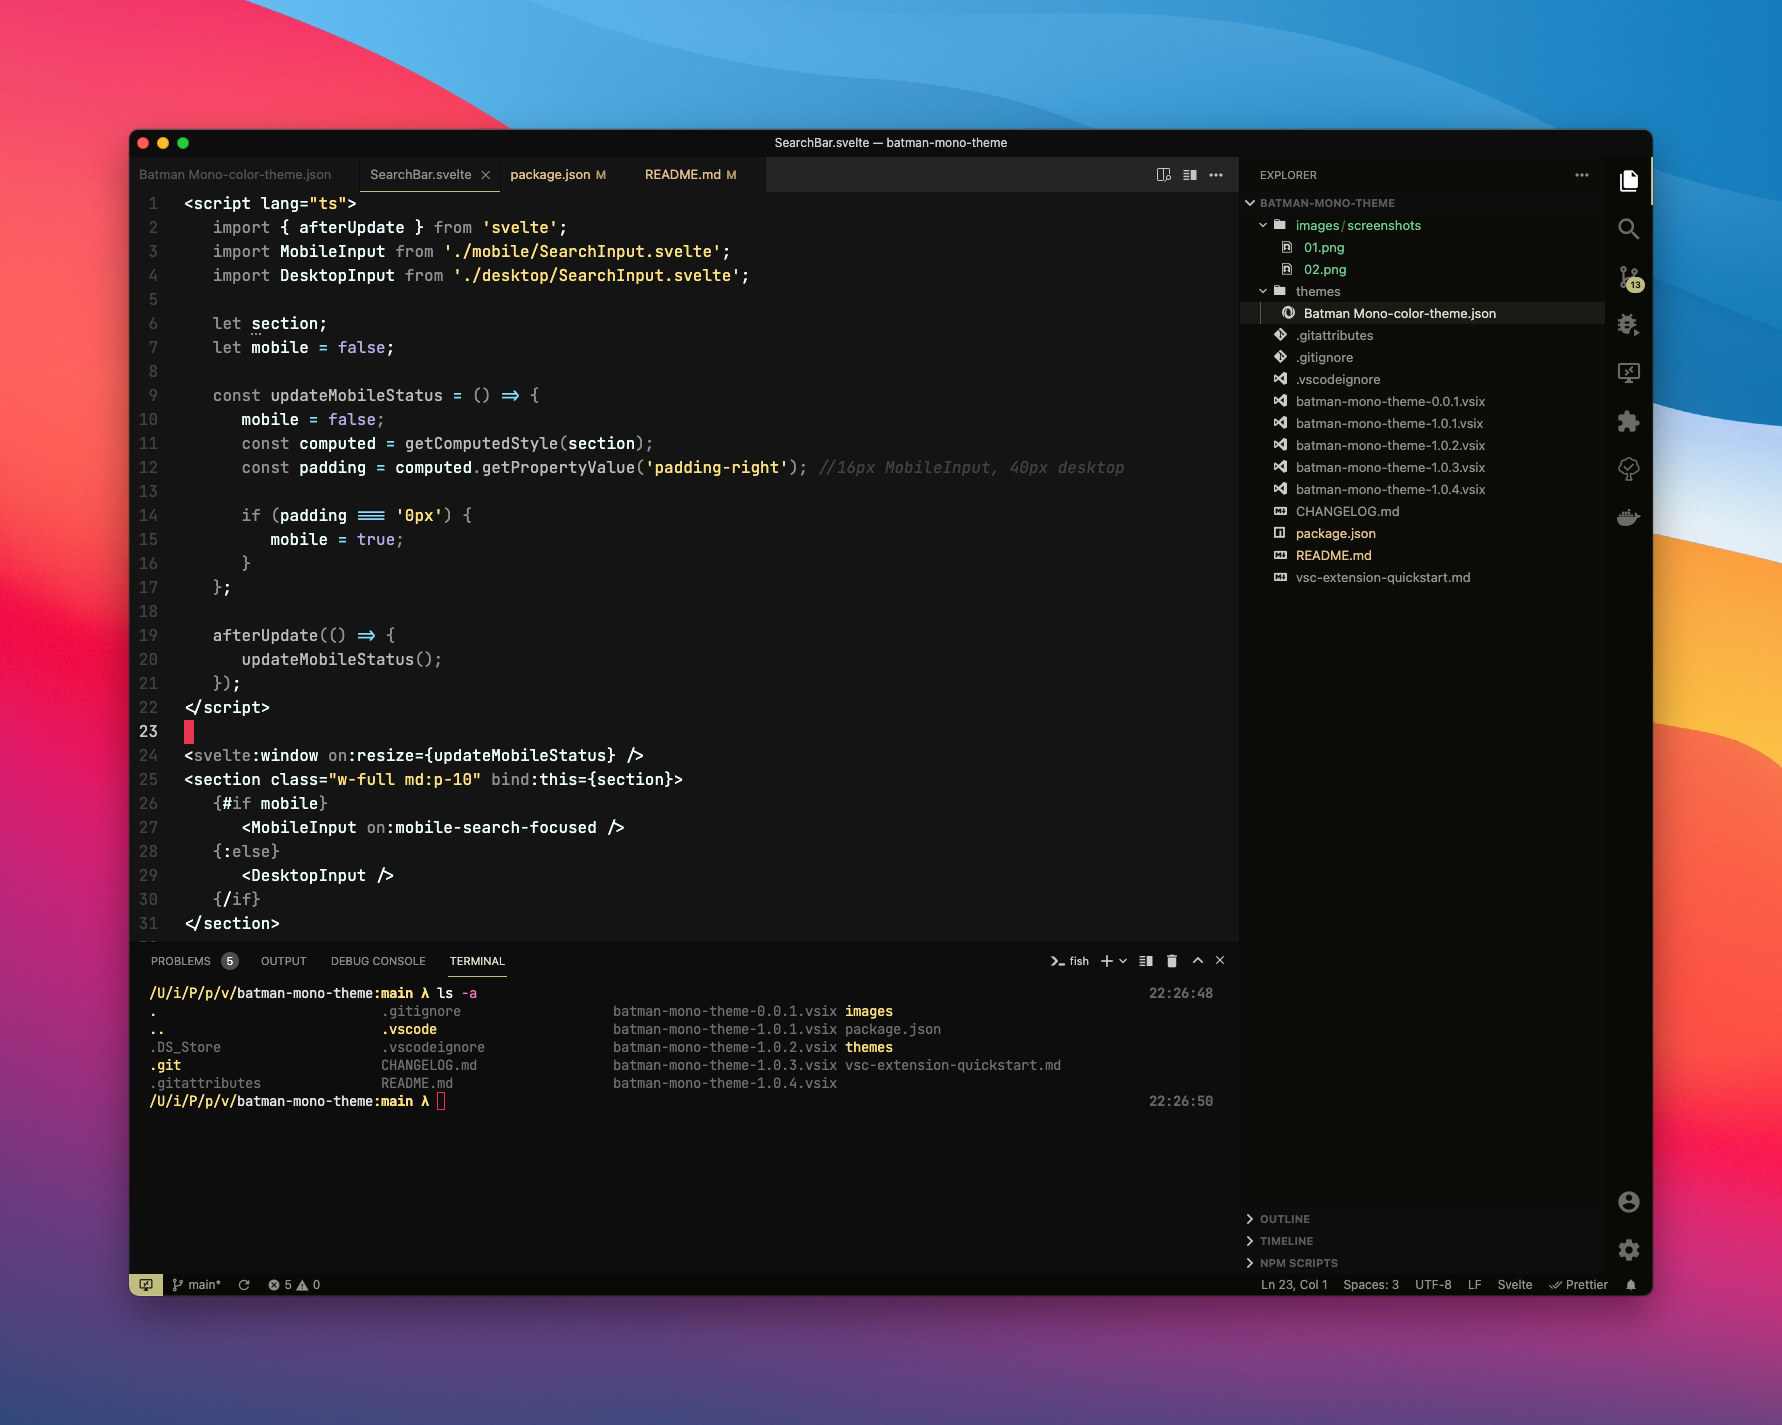 SearchBar.svelte — batman-mono-theme
Batman Mono-color-theme.json
SearchBar.svelte
package.json M
README.md M
1 <script lang="ts">
2 import { afterUpdate } from 'svelte';
3 import MobileInput from './mobile/SearchInput.svelte';
4 import DesktopInput from './desktop/SearchInput.svelte';
5
6 let section;
7 let mobile = false;
8
9 const updateMobileStatus = () => {
10 mobile = false;
11 const computed = getComputedStyle(section);
12 const padding = computed.getPropertyValue('padding-right'); //16px MobileInput, 40px desktop
13
14 if (padding === '0px') {
15 mobile = true;
16 }
17 };
18
19 afterUpdate(() => {
20 updateMobileStatus();
21 });
22 </script>
23
24 <svelte:window on:resize={updateMobileStatus} />
25 <section class="w-full md:p-10" bind:this={section}>
26 {#if mobile}
27 <MobileInput on:mobile-search-focused />
28 {:else}
29 <DesktopInput />
30 {/if}
31 </section>
PROBLEMS 5 OUTPUT DEBUG CONSOLE TERMINAL
fish
/U/i/P/p/v/batman-mono-theme:main λ ls -a 22:26:48
. .gitignore batman-mono-theme-0.0.1.vsix images
.. .vscode batman-mono-theme-1.0.1.vsix package.json
.DS_Store .vscodeignore batman-mono-theme-1.0.2.vsix themes
.git CHANGELOG.md batman-mono-theme-1.0.3.vsix vsc-extension-quickstart.md
.gitattributes README.md batman-mono-theme-1.0.4.vsix
/U/i/P/p/v/batman-mono-theme:main λ 22:26:50
EXPLORER
BATMAN-MONO-THEME
images/screenshots
01.png
02.png
themes
Batman Mono-color-theme.json
.gitattributes
.gitignore
.vscodeignore
batman-mono-theme-0.0.1.vsix
batman-mono-theme-1.0.1.vsix
batman-mono-theme-1.0.2.vsix
batman-mono-theme-1.0.3.vsix
batman-mono-theme-1.0.4.vsix
CHANGELOG.md
package.json
README.md
vsc-extension-quickstart.md
OUTLINE
TIMELINE
NPM SCRIPTS
13
main* 5 0
Ln 23, Col 1 Spaces: 3 UTF-8 LF Svelte Prettier